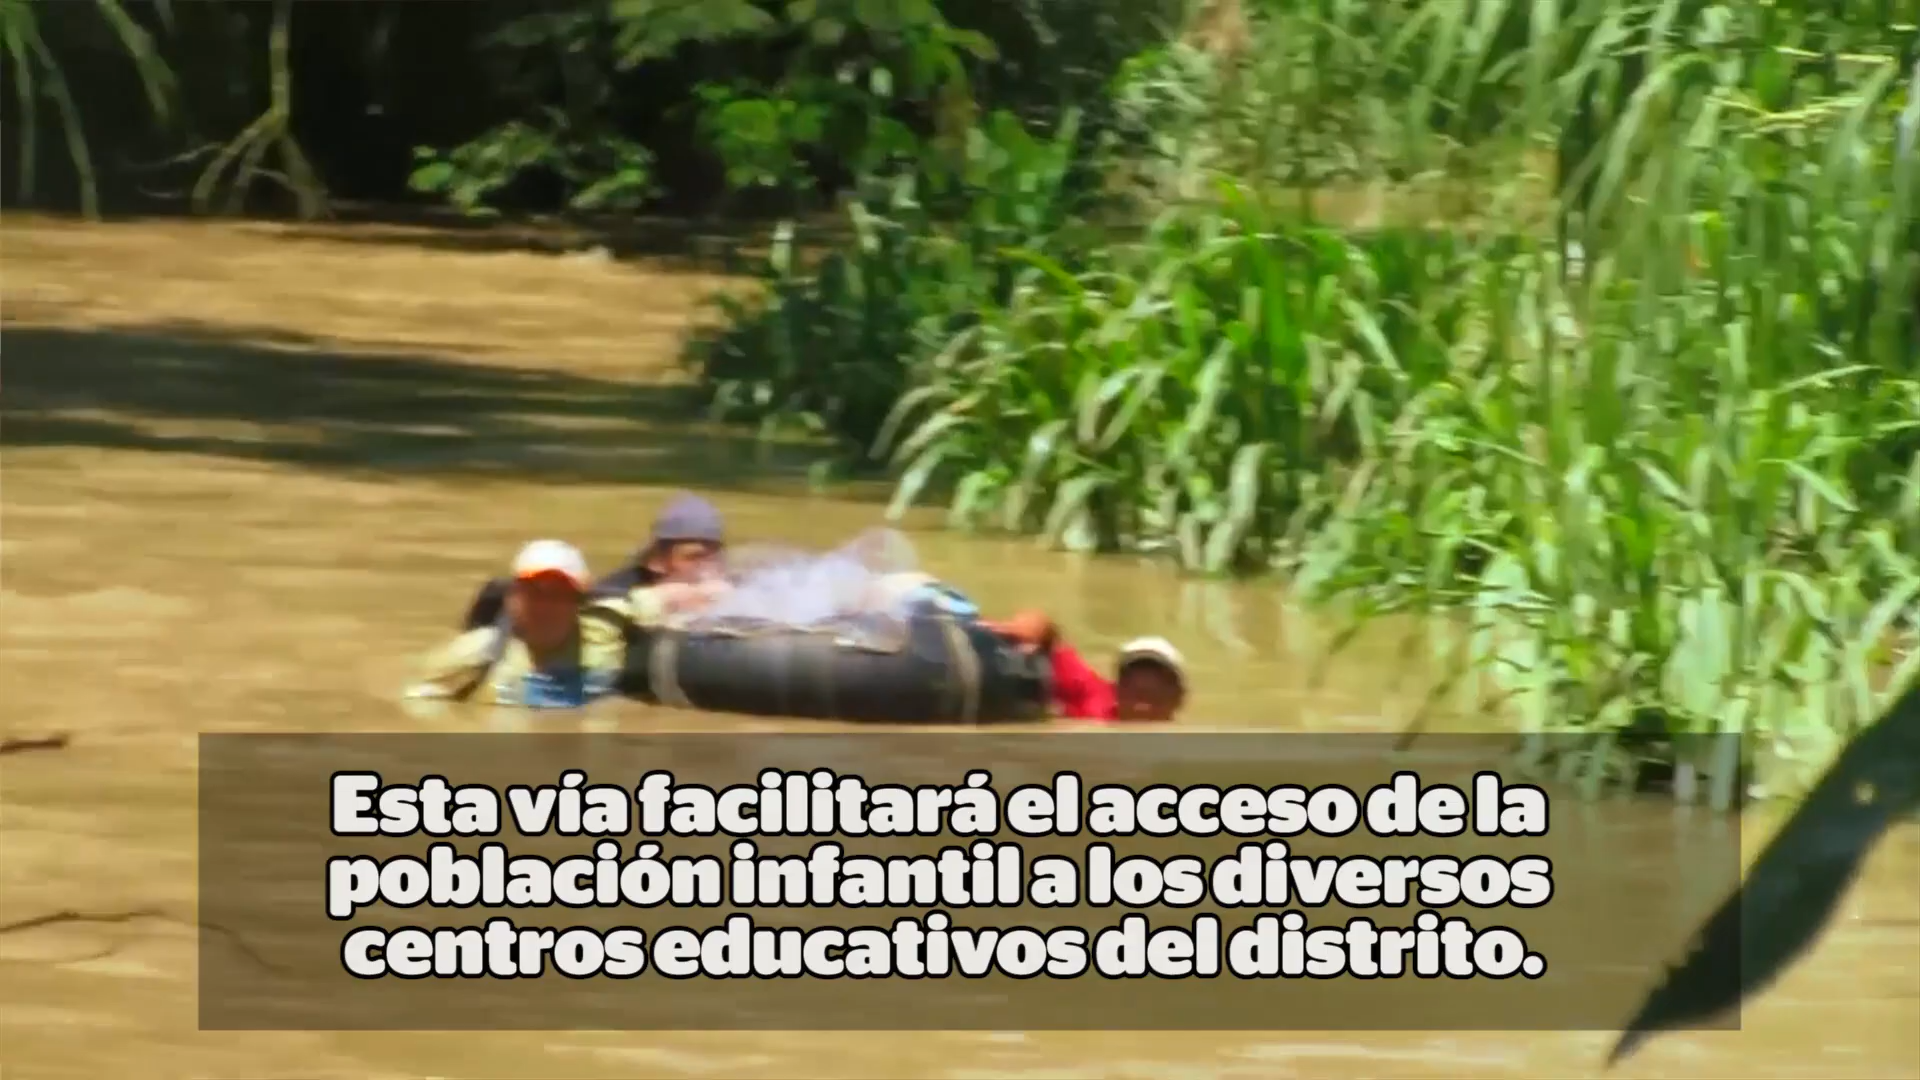 Esta vía facilitará el acceso de la
población infantil a los diversos
centros educativos del distrito.